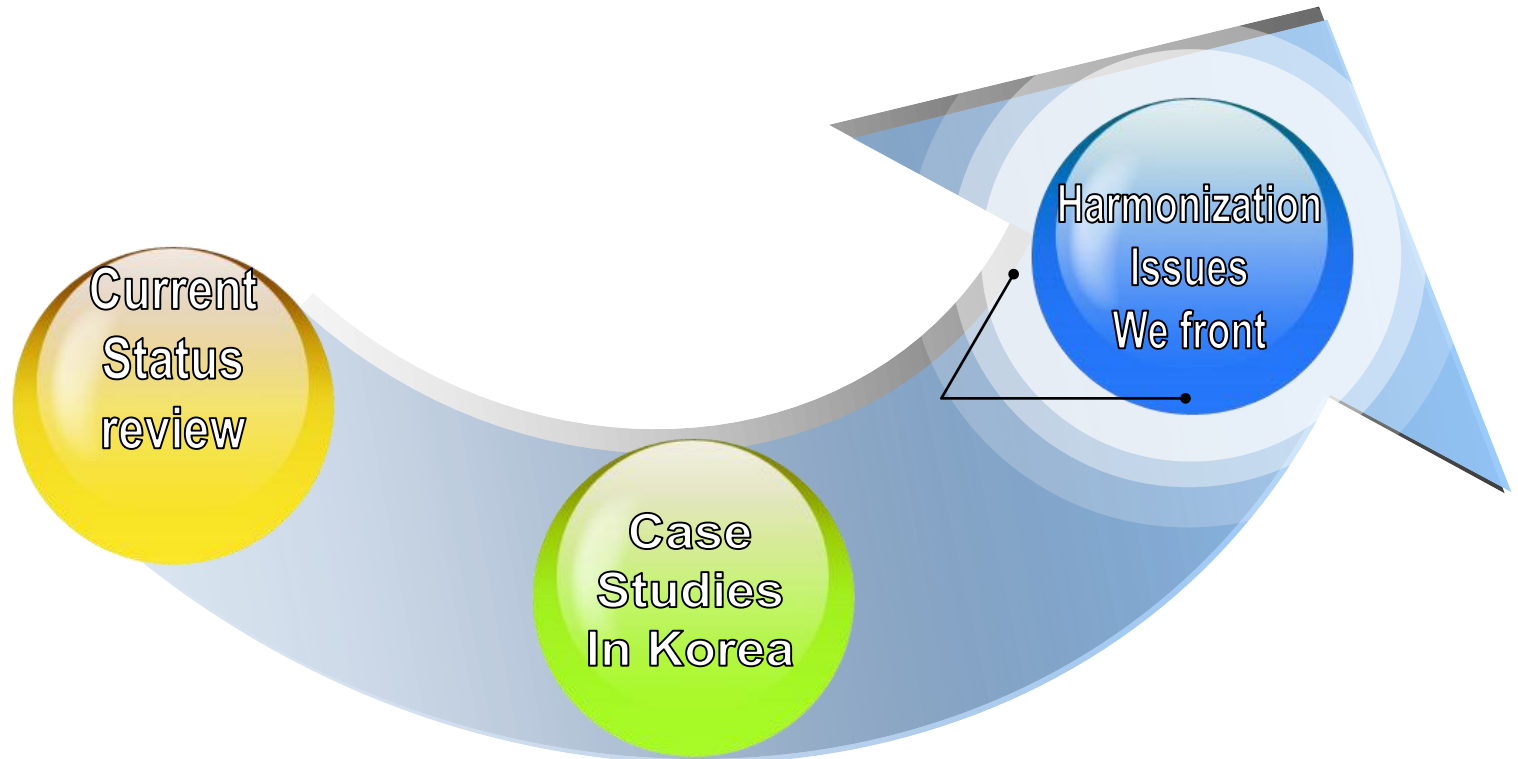 Current
Status
review
Case
Studies
In Korea
Harmonization
Issues
We front